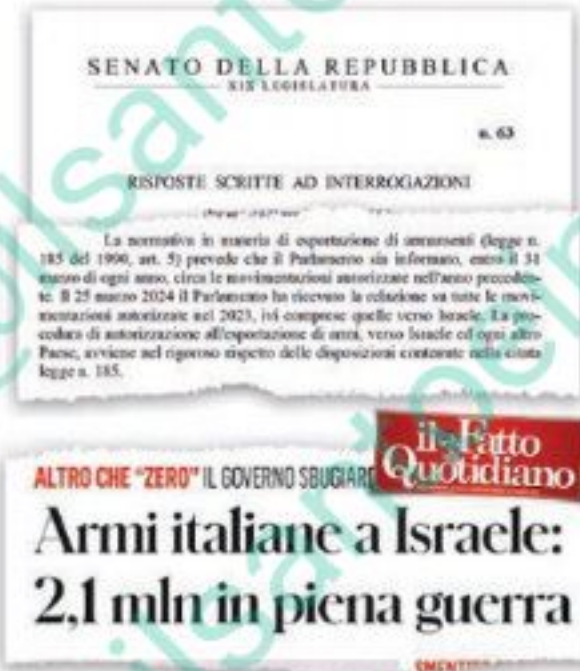 SENATO DELLA REPUBBLICA
XIX LEGISLATURA
n. 63
RISPOSTE SCRITTE AD INTERROGAZIONI
La normativa in materia di esportazione di armamenti (legge n.
185 del 1990, art. 5) prevede che il Parlamento sia informato, entro il 31
marzo di ogni anno, circa le movimentazioni autorizzate nell'anno preceden-
te. Il 25 marzo 2024 il Parlamento ha ricevuto la relazione su tutte le movi-
mentazioni autorizzate nel 2023, ivi comprese quelle verso Israele. La pro-
cedura di autorizzazione all'esportazione di armi, verso Israele ed ogni altro
Paese, avviene nel rigoroso rispetto delle disposizioni contenute nella citata
legge n. 185.
il Fatto
Quotidiano
ALTRO CHE "ZERO" IL GOVERNO SBUGIARD
Armi italiane a Israele:
2,1 mln in piena guerra